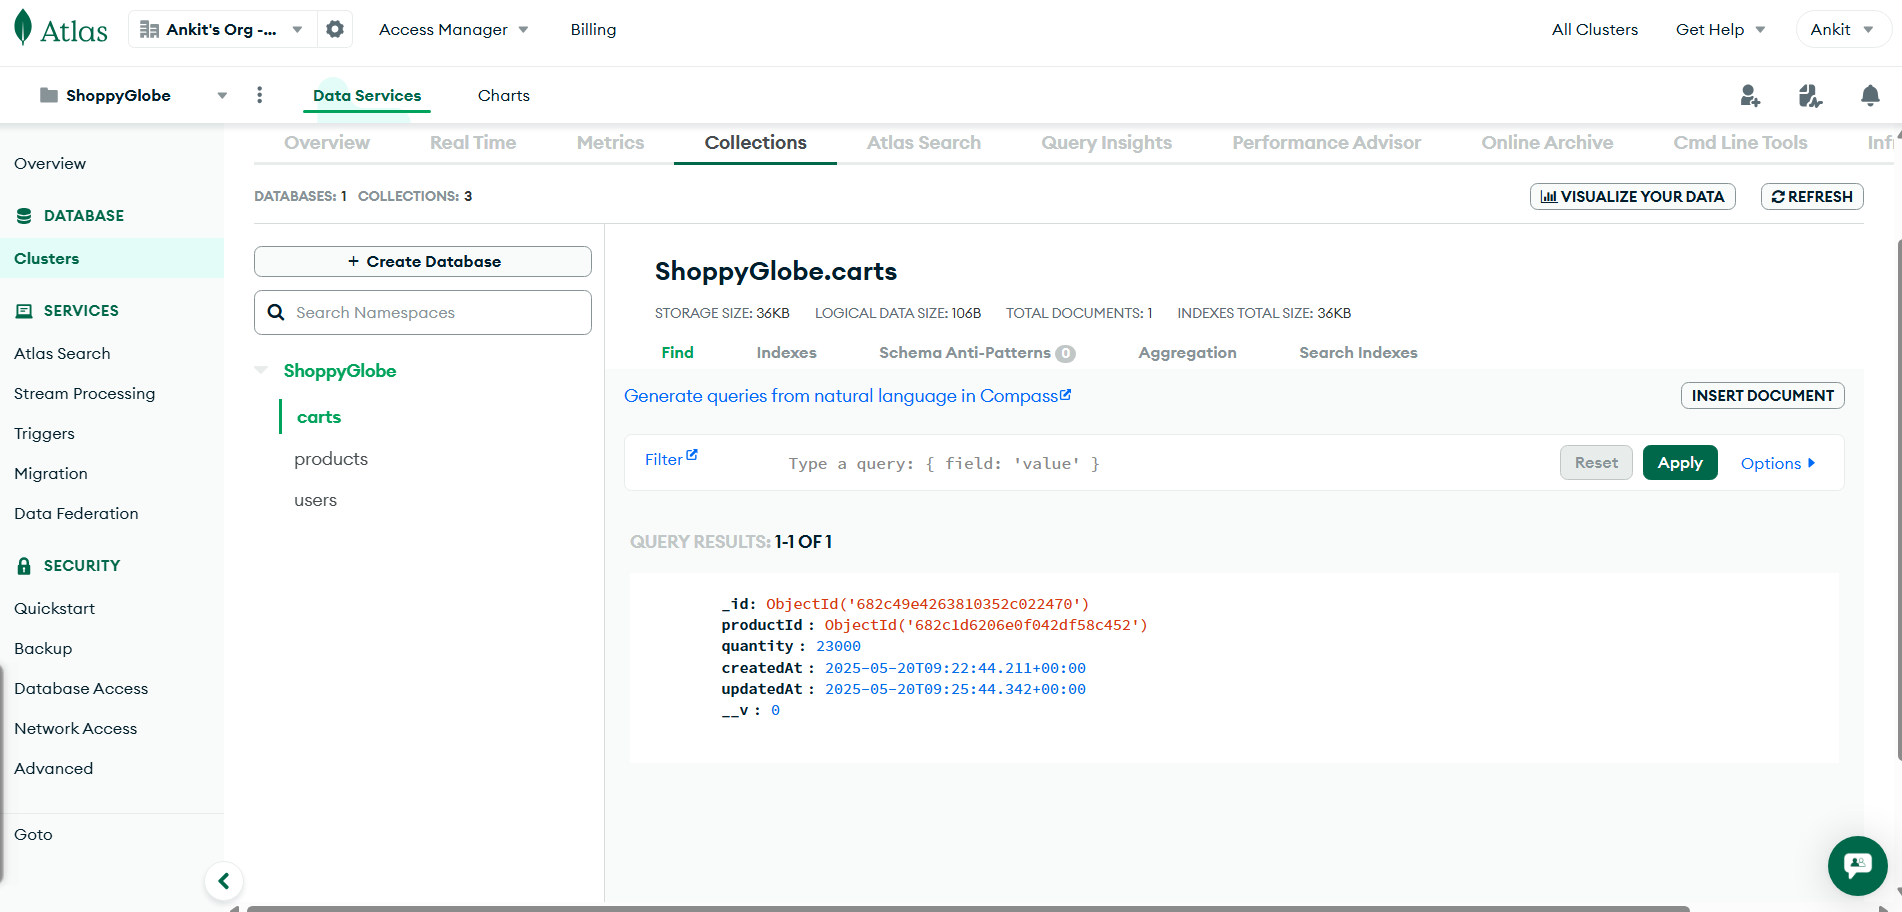 Atlas
Ankit's Org -...
Access Manager
Billing
All Clusters
Get Help
Ankit
ShoppyGlobe
Data Services
Charts
Overview
Real Time
Metrics
Collections
Atlas Search
Query Insights
Performance Advisor
Online Archive
Cmd Line Tools
Overview
DATABASE
Clusters
SERVICES
Atlas Search
Stream Processing
Triggers
Migration
Data Federation
SECURITY
Quickstart
Backup
Database Access
Network Access
Advanced
Goto
DATABASES: 1 COLLECTIONS: 3
VISUALIZE YOUR DATA
REFRESH
+ Create Database
Search Namespaces
ShoppyGlobe
carts
products
users
ShoppyGlobe.carts
STORAGE SIZE: 36KB LOGICAL DATA SIZE: 106B TOTAL DOCUMENTS: 1 INDEXES TOTAL SIZE: 36KB
Find Indexes Schema Anti-Patterns 0 Aggregation Search Indexes
Generate queries from natural language in Compass
INSERT DOCUMENT
Filter
Type a query: { field: 'value' }
Reset
Apply
Options
QUERY RESULTS: 1-1 OF 1
_id: ObjectId('682c49e4263810352c022470')
productId : ObjectId('682c1d6206e0f042df58c452')
quantity : 23000
createdAt : 2025-05-20T09:22:44.211+00:00
updatedAt : 2025-05-20T09:25:44.342+00:00
__v : 0